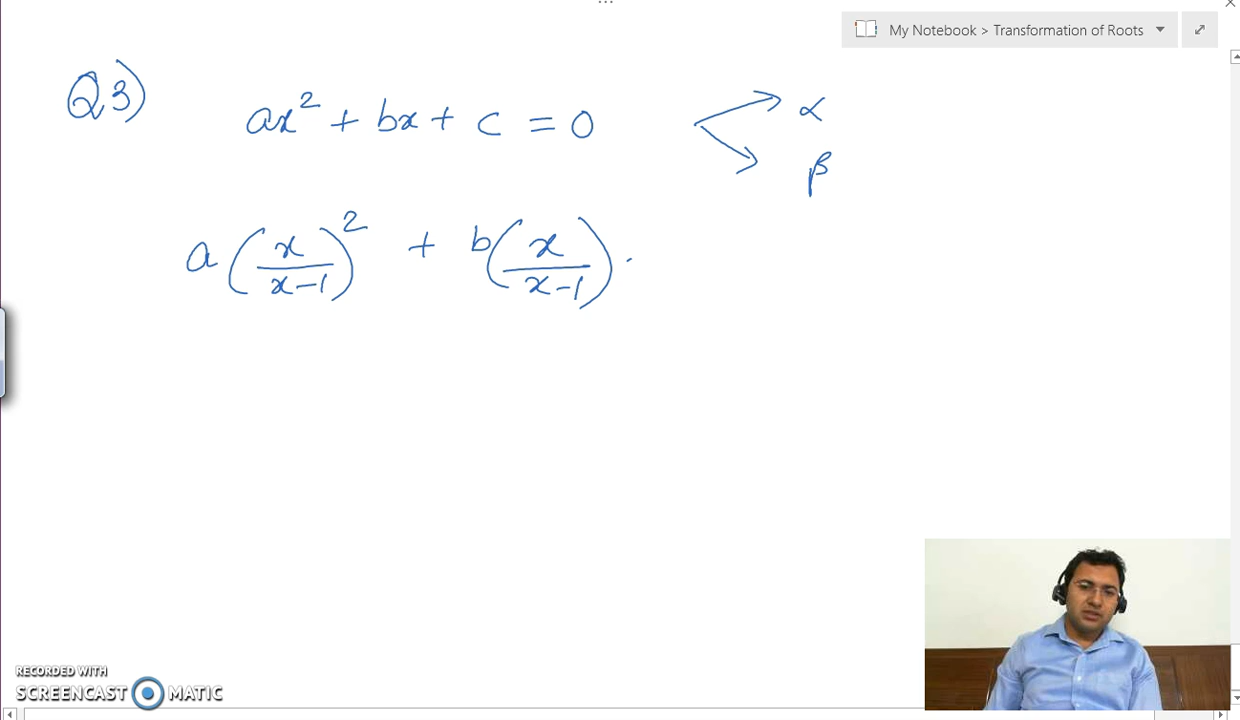 My Notebook > Transformation of Roots
Q3)
ax² + bx + c = 0
α
β
a(x/(x-1))² + b(x/(x-1)).
RECORDED WITH
SCREENCAST MATIC